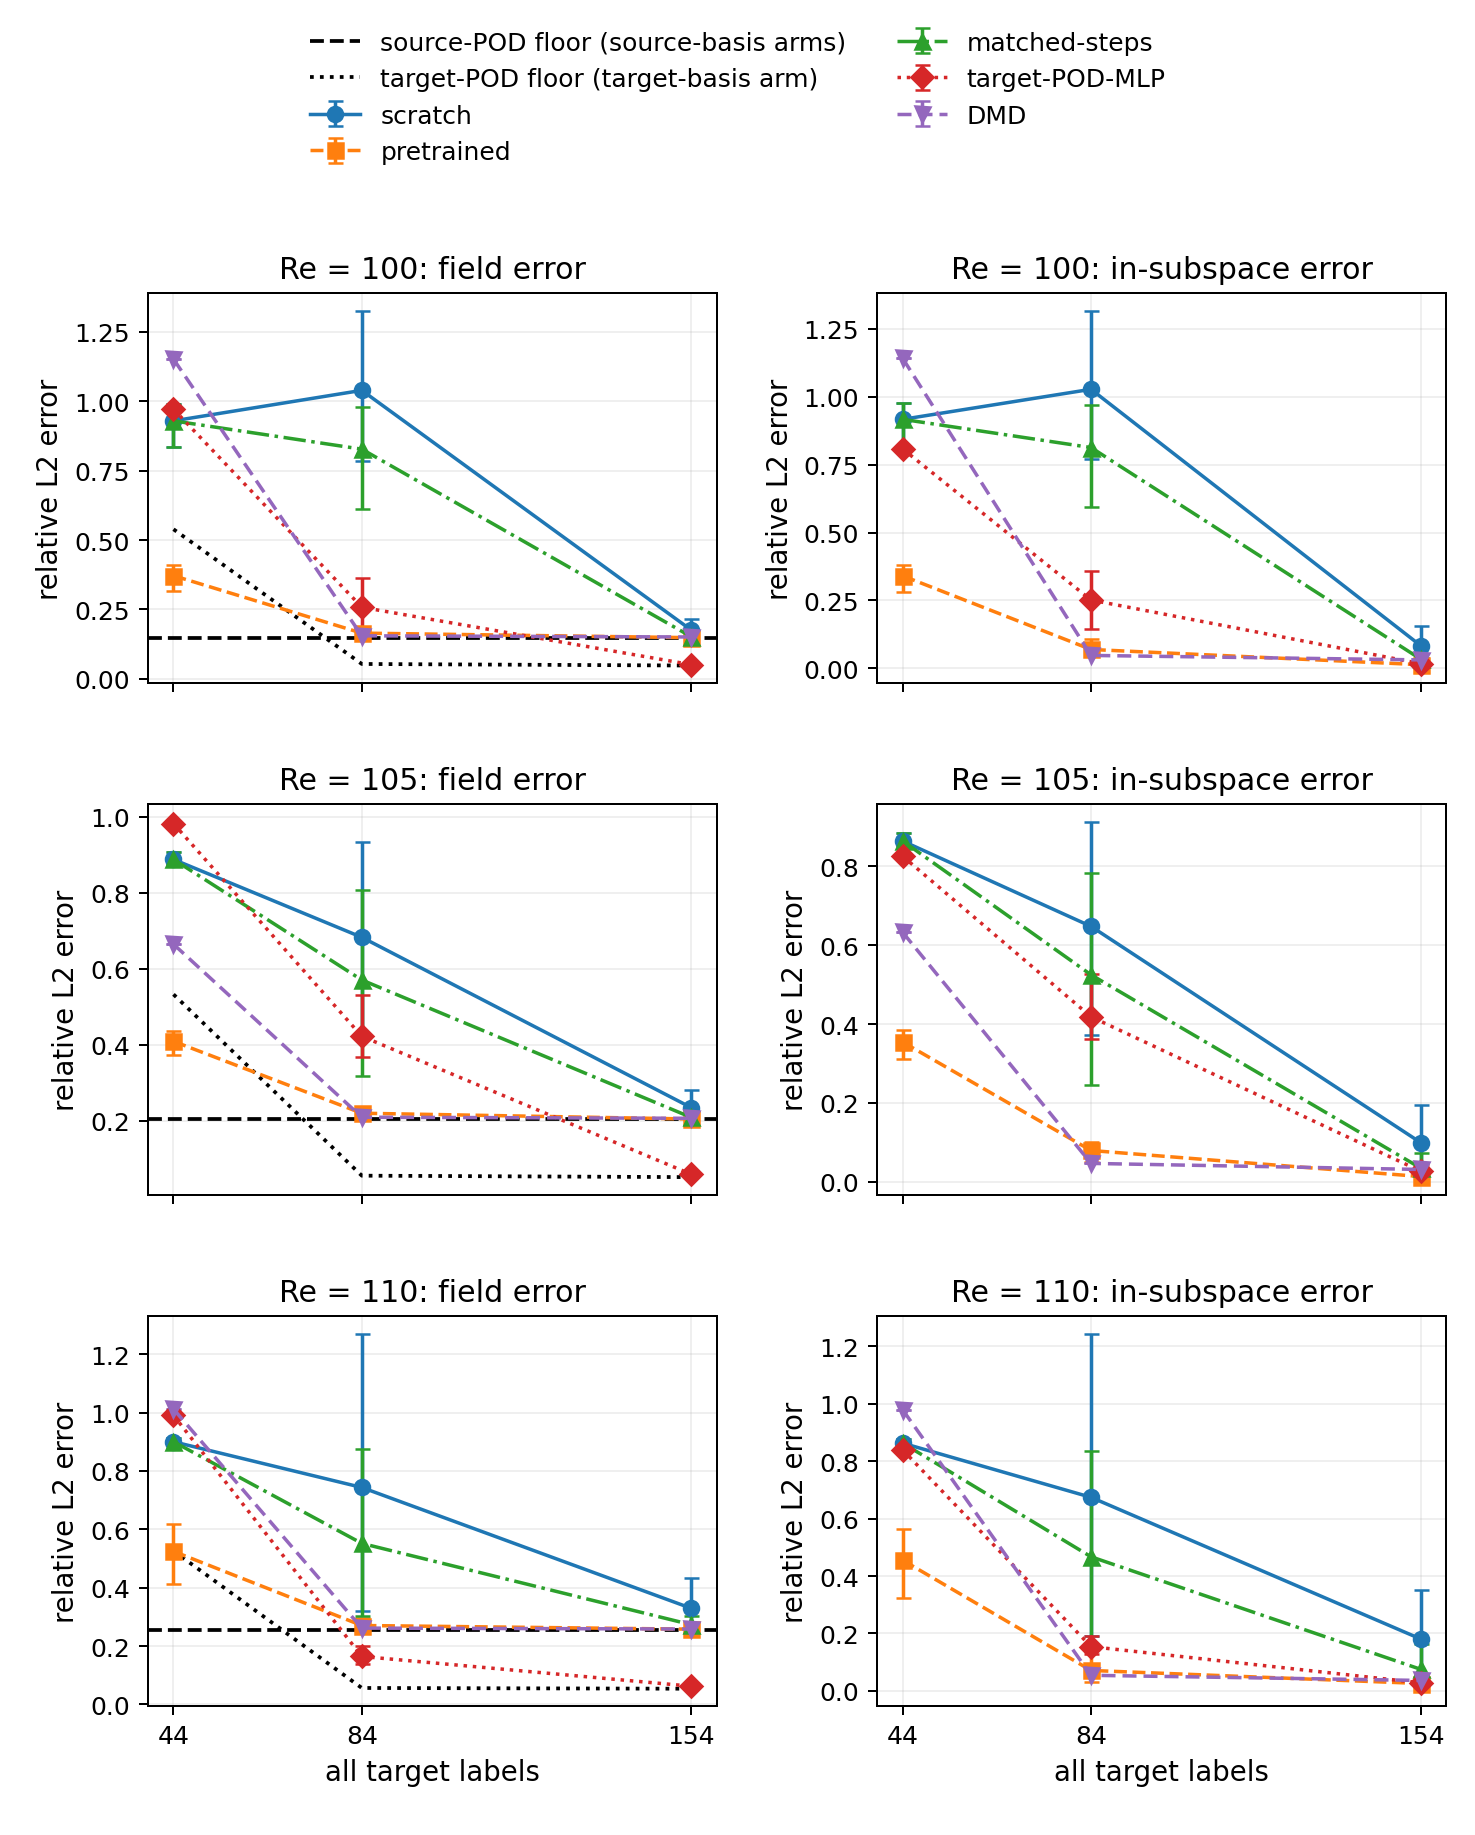 source-POD floor (source-basis arms)
target-POD floor (target-basis arm)
scratch
pretrained
matched-steps
target-POD-MLP
DMD
Re = 100: field error
relative L2 error
1.25
1.00
0.75
0.50
0.25
0.00
Re = 100: in-subspace error
relative L2 error
1.25
1.00
0.75
0.50
0.25
0.00
Re = 105: field error
relative L2 error
1.0
0.8
0.6
0.4
0.2
Re = 105: in-subspace error
relative L2 error
0.8
0.6
0.4
0.2
0.0
Re = 110: field error
relative L2 error
1.2
1.0
0.8
0.6
0.4
0.2
0.0
44 84 154
all target labels
Re = 110: in-subspace error
relative L2 error
1.2
1.0
0.8
0.6
0.4
0.2
0.0
44 84 154
all target labels